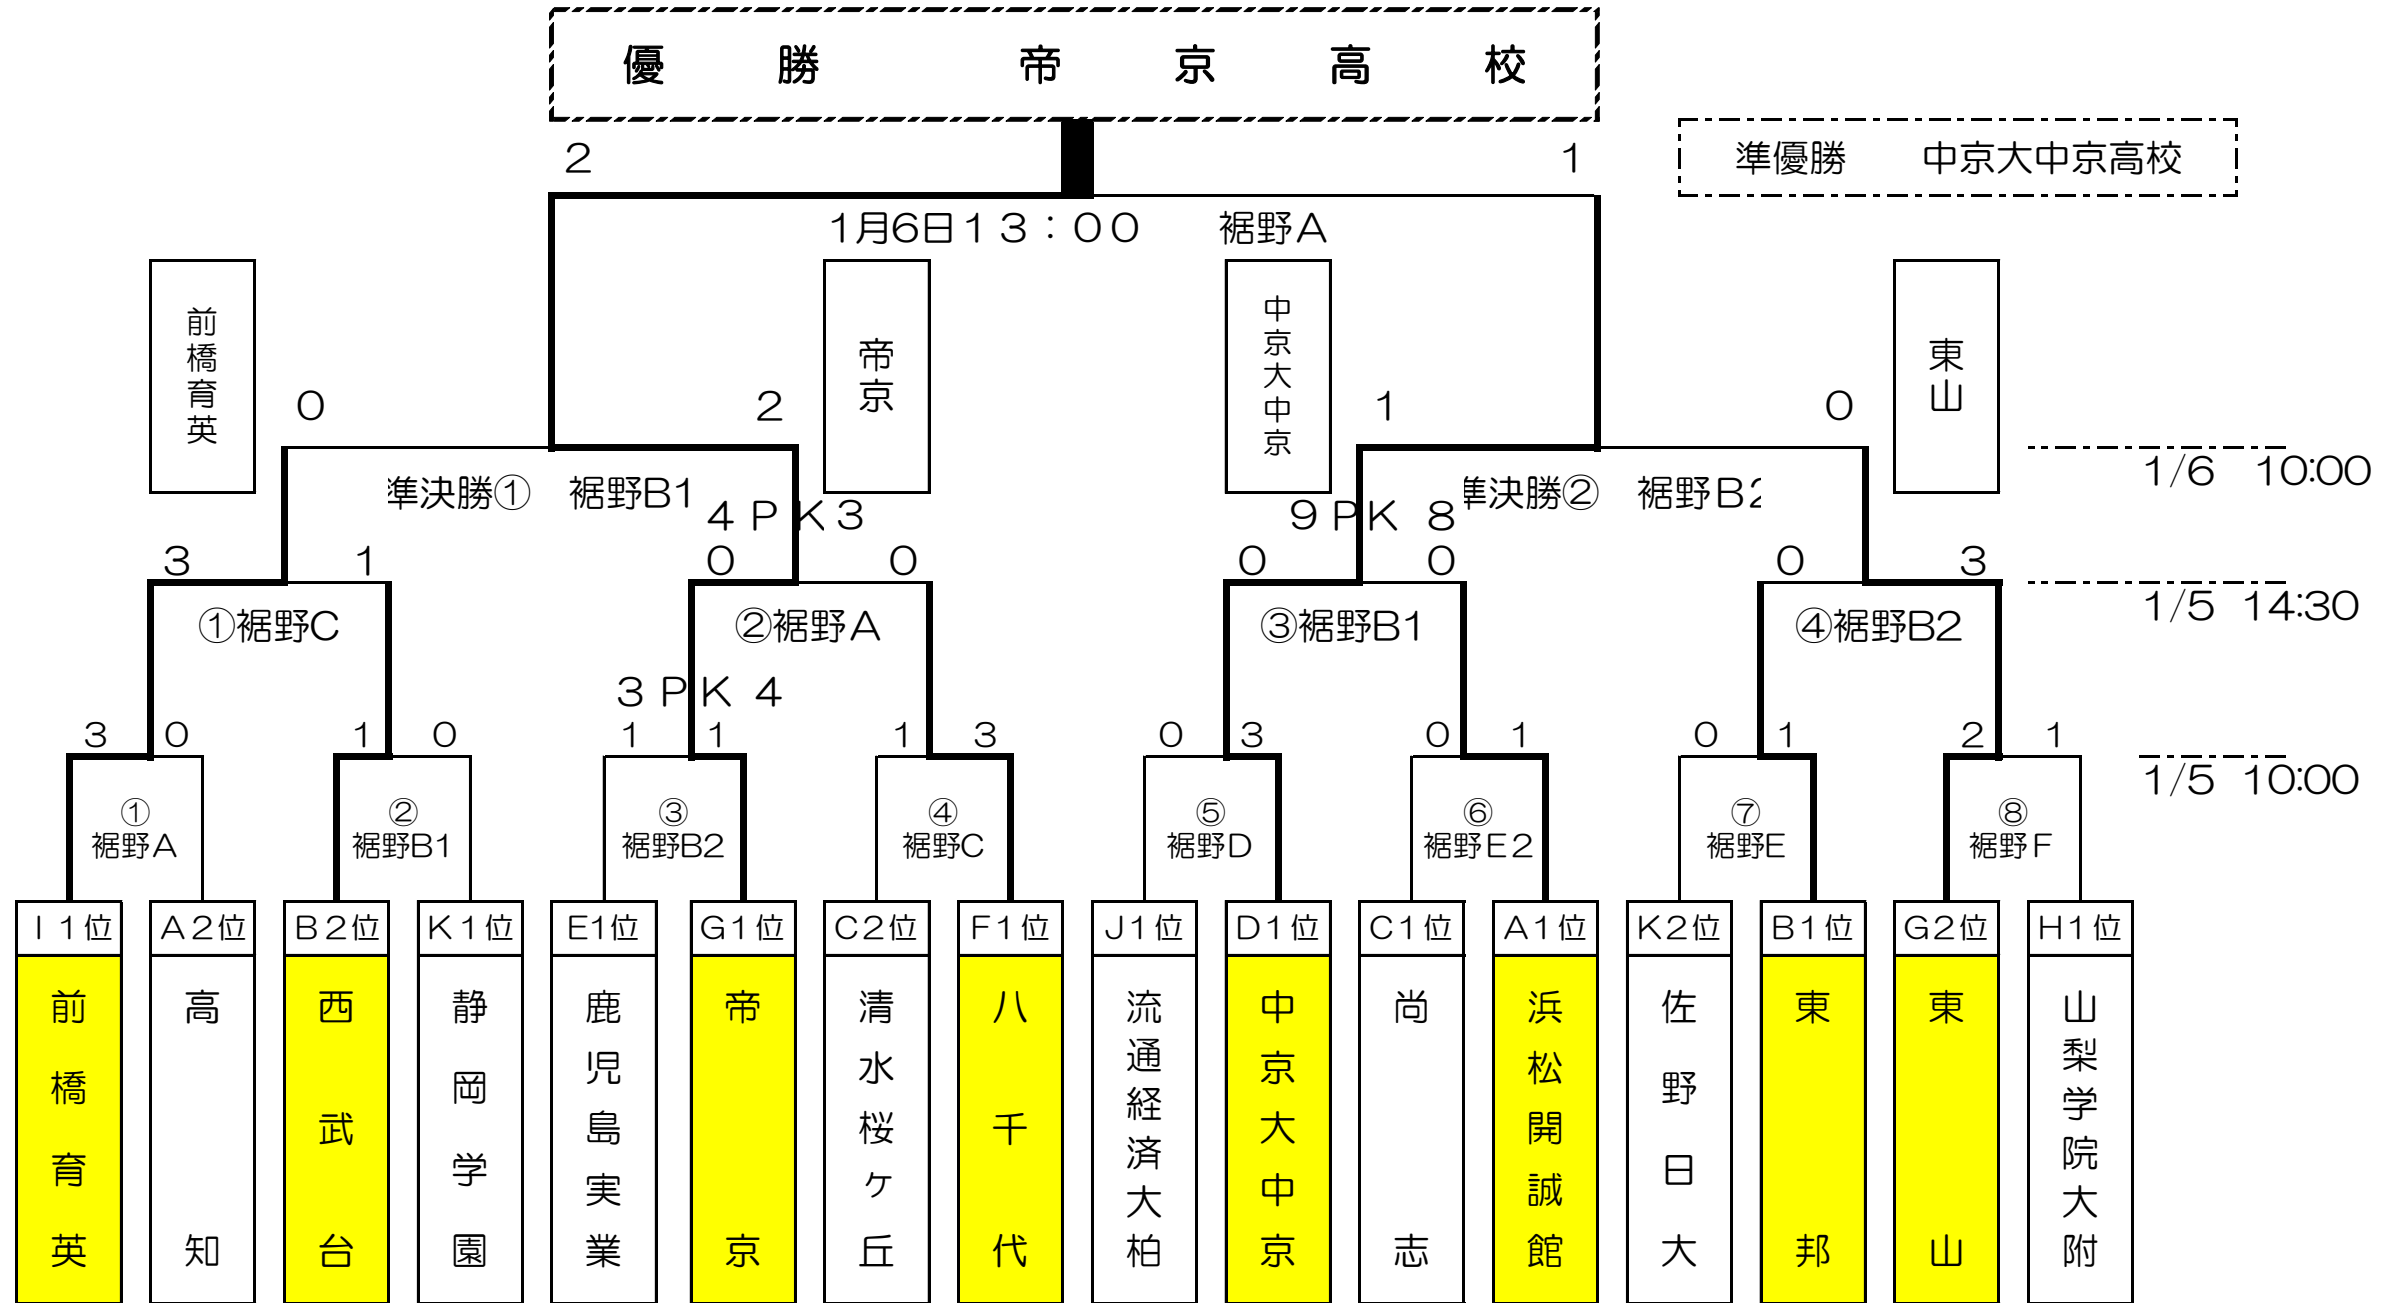 優勝 帝京高校
2 1
準優勝 中京大中京高校
1月6日13：00 裾野A
前橋育英
帝京
中京大中京
東山
0 2 1 0
1/6 10:00
準決勝① 裾野B1
準決勝② 裾野B2
4PK3
9PK 8
3 1 0 0 0 0 0 3
1/5 14:30
①裾野C ②裾野A ③裾野B1 ④裾野B2
3PK 4
3 0 1 0 1 1 1 3 0 3 0 1 0 1 2 1
1/5 10:00
① ② ③ ④ ⑤ ⑥ ⑦ ⑧
裾野A 裾野B1 裾野B2 裾野C 裾野D 裾野E2 裾野E 裾野F
I1位 A2位 B2位 K1位 E1位 G1位 C2位 F1位 J1位 D1位 C1位 A1位 K2位 B1位 G2位 H1位
前橋育英
高知
西武台
静岡学園
鹿児島実業
帝京
清水桜ケ丘
八千代
流通経済大柏
中京大中京
尚志
浜松開誠館
佐野日大
東邦
東山
山梨学院大附